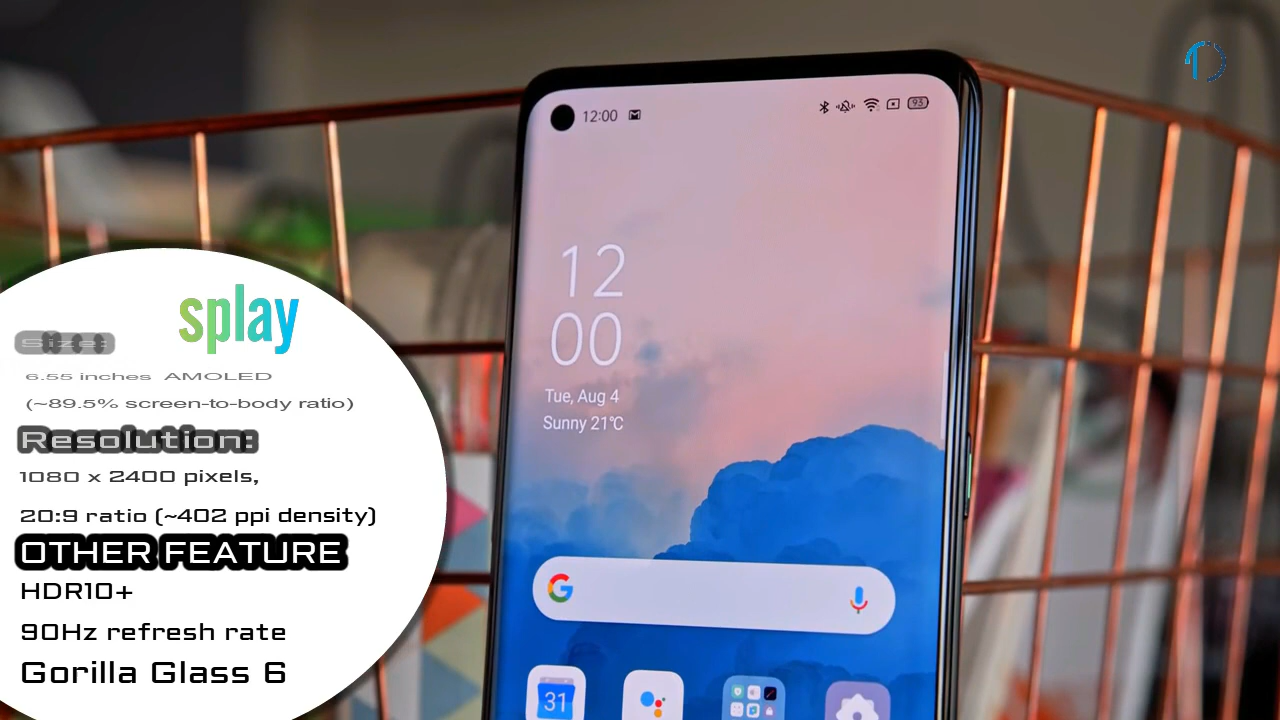 12:00
93
12
00
Tue, Aug 4
Sunny 21℃
G
31
splay
Size:
6.55 inches AMOLED
(~89.5% screen-to-body ratio)
Resolution:
1080 x 2400 pixels,
20:9 ratio (~402 ppi density)
OTHER FEATURE
HDR10+
90Hz refresh rate
Gorilla Glass 6